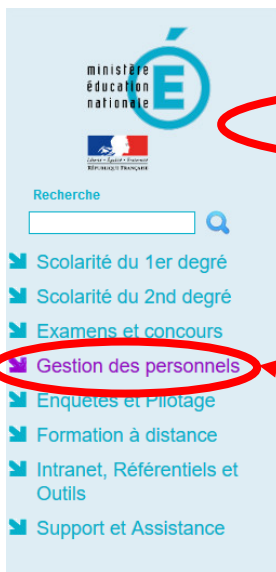 ministère
éducation
nationale
Liberté • Égalité • Fraternité
RÉPUBLIQUE FRANÇAISE
Recherche
Scolarité du 1er degré
Scolarité du 2nd degré
Examens et concours
Gestion des personnels
Enquêtes et Pilotage
Formation à distance
Intranet, Référentiels et
Outils
Support et Assistance